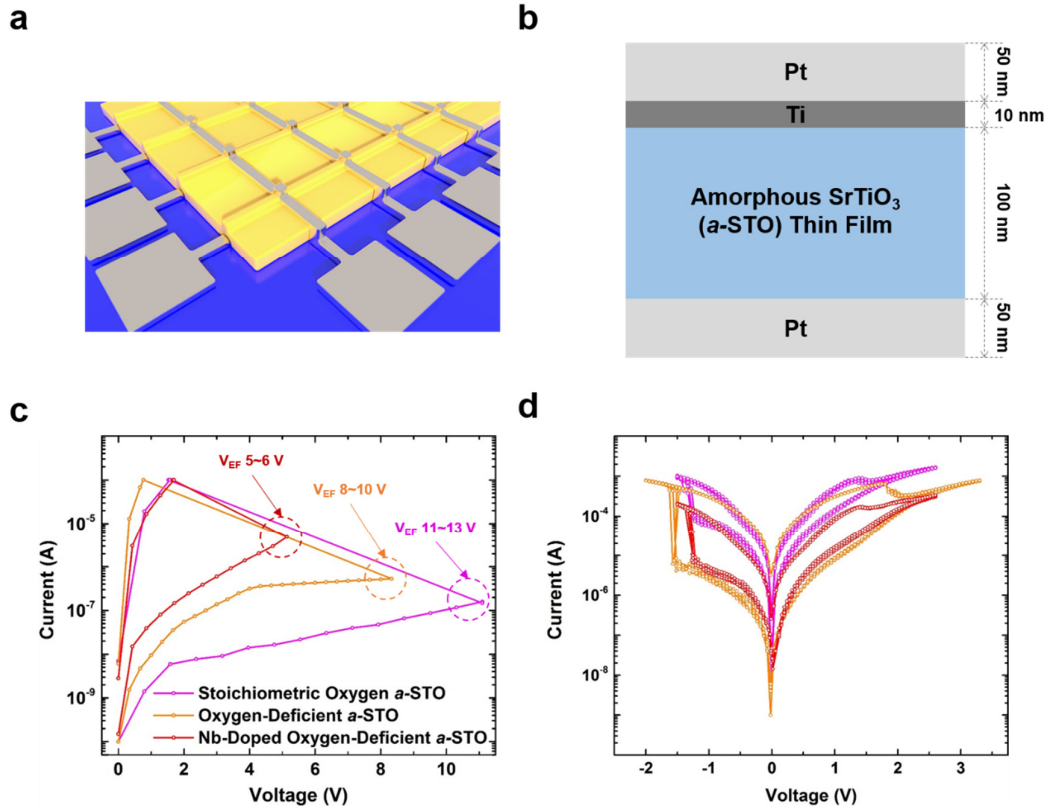 a
b
Pt
50 nm
Ti
10 nm
Amorphous SrTiO₃
(a-STO) Thin Film
100 nm
Pt
50 nm
c
Current (A)
10⁻⁵
10⁻⁷
10⁻⁹
V_EF 5~6 V
V_EF 8~10 V
V_EF 11~13 V
Stoichiometric Oxygen a-STO
Oxygen-Deficient a-STO
Nb-Doped Oxygen-Deficient a-STO
0 2 4 6 8 10
Voltage (V)
d
Current (A)
10⁻⁴
10⁻⁶
10⁻⁸
-2 -1 0 1 2 3
Voltage (V)